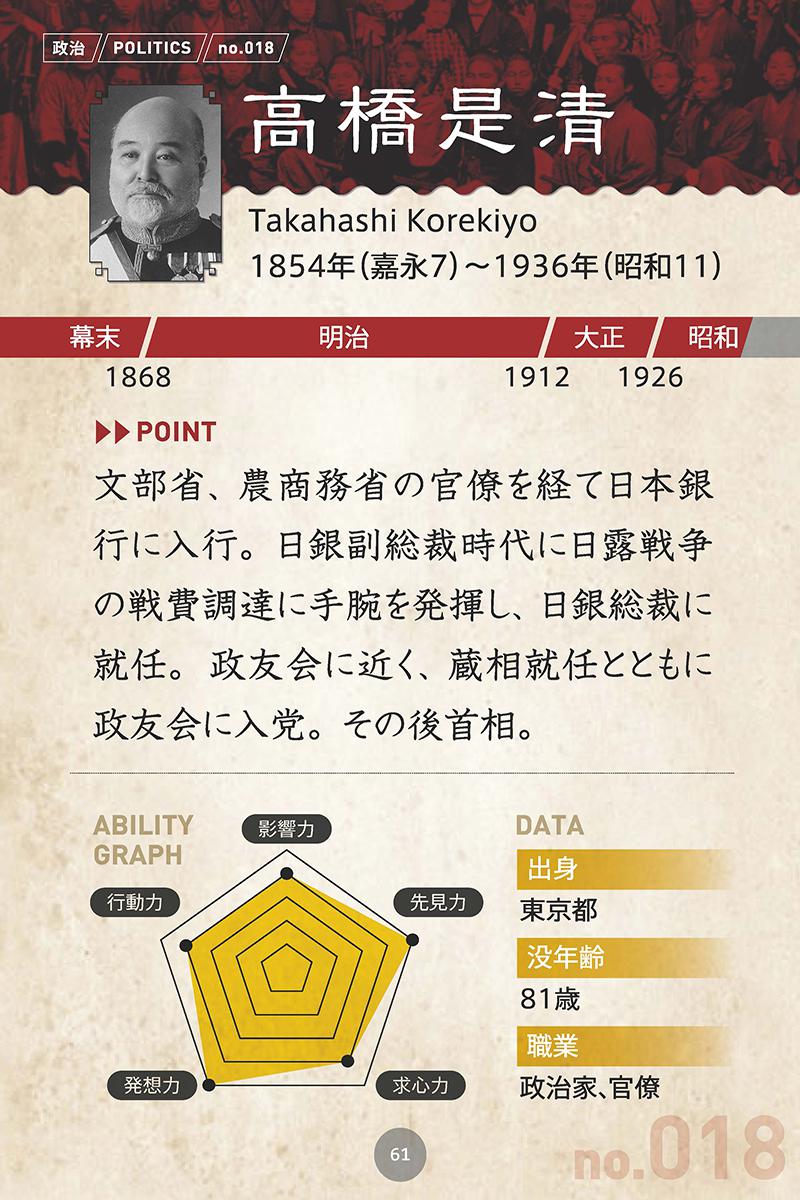 政治 POLITICS no.018
高橋是清
Takahashi Korekiyo
1854年(嘉永7)～1936年(昭和11)
幕末 明治 大正 昭和
1868 1912 1926
POINT
文部省、農商務省の官僚を経て日本銀
行に入行。日銀副総裁時代に日露戦争
の戦費調達に手腕を発揮し、日銀総裁に
就任。政友会に近く、蔵相就任とともに
政友会に入党。その後首相。
ABILITY
GRAPH
影響力
行動力
先見力
発想力
求心力
DATA
出身
東京都
没年齢
81歳
職業
政治家、官僚
61
no.018